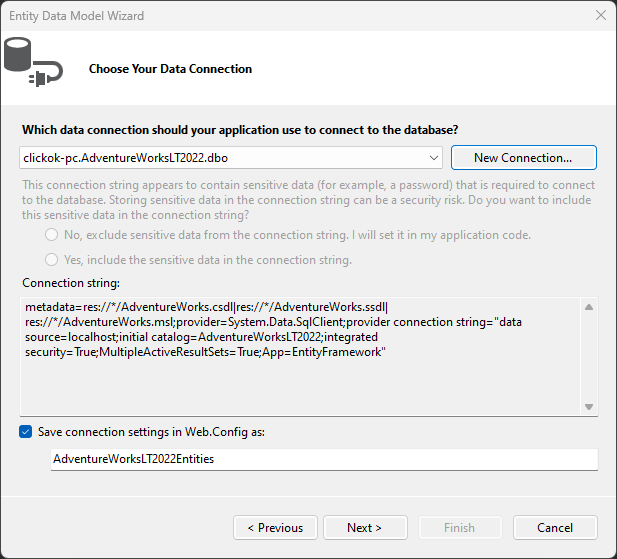 Entity Data Model Wizard
Choose Your Data Connection
Which data connection should your application use to connect to the database?
clickok-pc.AdventureWorksLT2022.dbo
New Connection...
This connection string appears to contain sensitive data (for example, a password) that is required to connect
to the database. Storing sensitive data in the connection string can be a security risk. Do you want to include
this sensitive data in the connection string?
No, exclude sensitive data from the connection string. I will set it in my application code.
Yes, include the sensitive data in the connection string.
Connection string:
metadata=res://*/AdventureWorks.csdl|res://*/AdventureWorks.ssdl|
res://*/AdventureWorks.msl;provider=System.Data.SqlClient;provider connection string="data
source=localhost;initial catalog=AdventureWorksLT2022;integrated
security=True;MultipleActiveResultSets=True;App=EntityFramework"
Save connection settings in Web.Config as:
AdventureWorksLT2022Entities
< Previous
Next >
Finish
Cancel